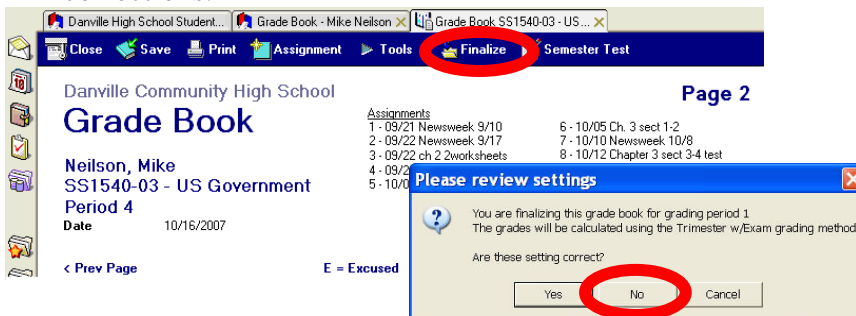 Danville High School Student... Grade Book - Mike Neilson Grade Book SS1540-03 - US ...
Close Save Print Assignment Tools Finalize Semester Test
Danville Community High School
Page 2
Grade Book
Assignments
1 - 09/21 Newsweek 9/10
2 - 09/22 Newsweek 9/17
3 - 09/22 ch 2 2worksheets
4 - 09/2
5 - 10/0
6 - 10/05 Ch. 3 sect 1-2
7 - 10/10 Newsweek 10/8
8 - 10/12 Chapter 3 sect 3-4 test
Neilson, Mike
SS1540-03 - US Government
Period 4
Date 10/16/2007
< Prev Page
E = Excused
Please review settings
You are finalizing this grade book for grading period 1
The grades will be calculated using the Trimester w/Exam grading method
Are these setting correct?
Yes No Cancel